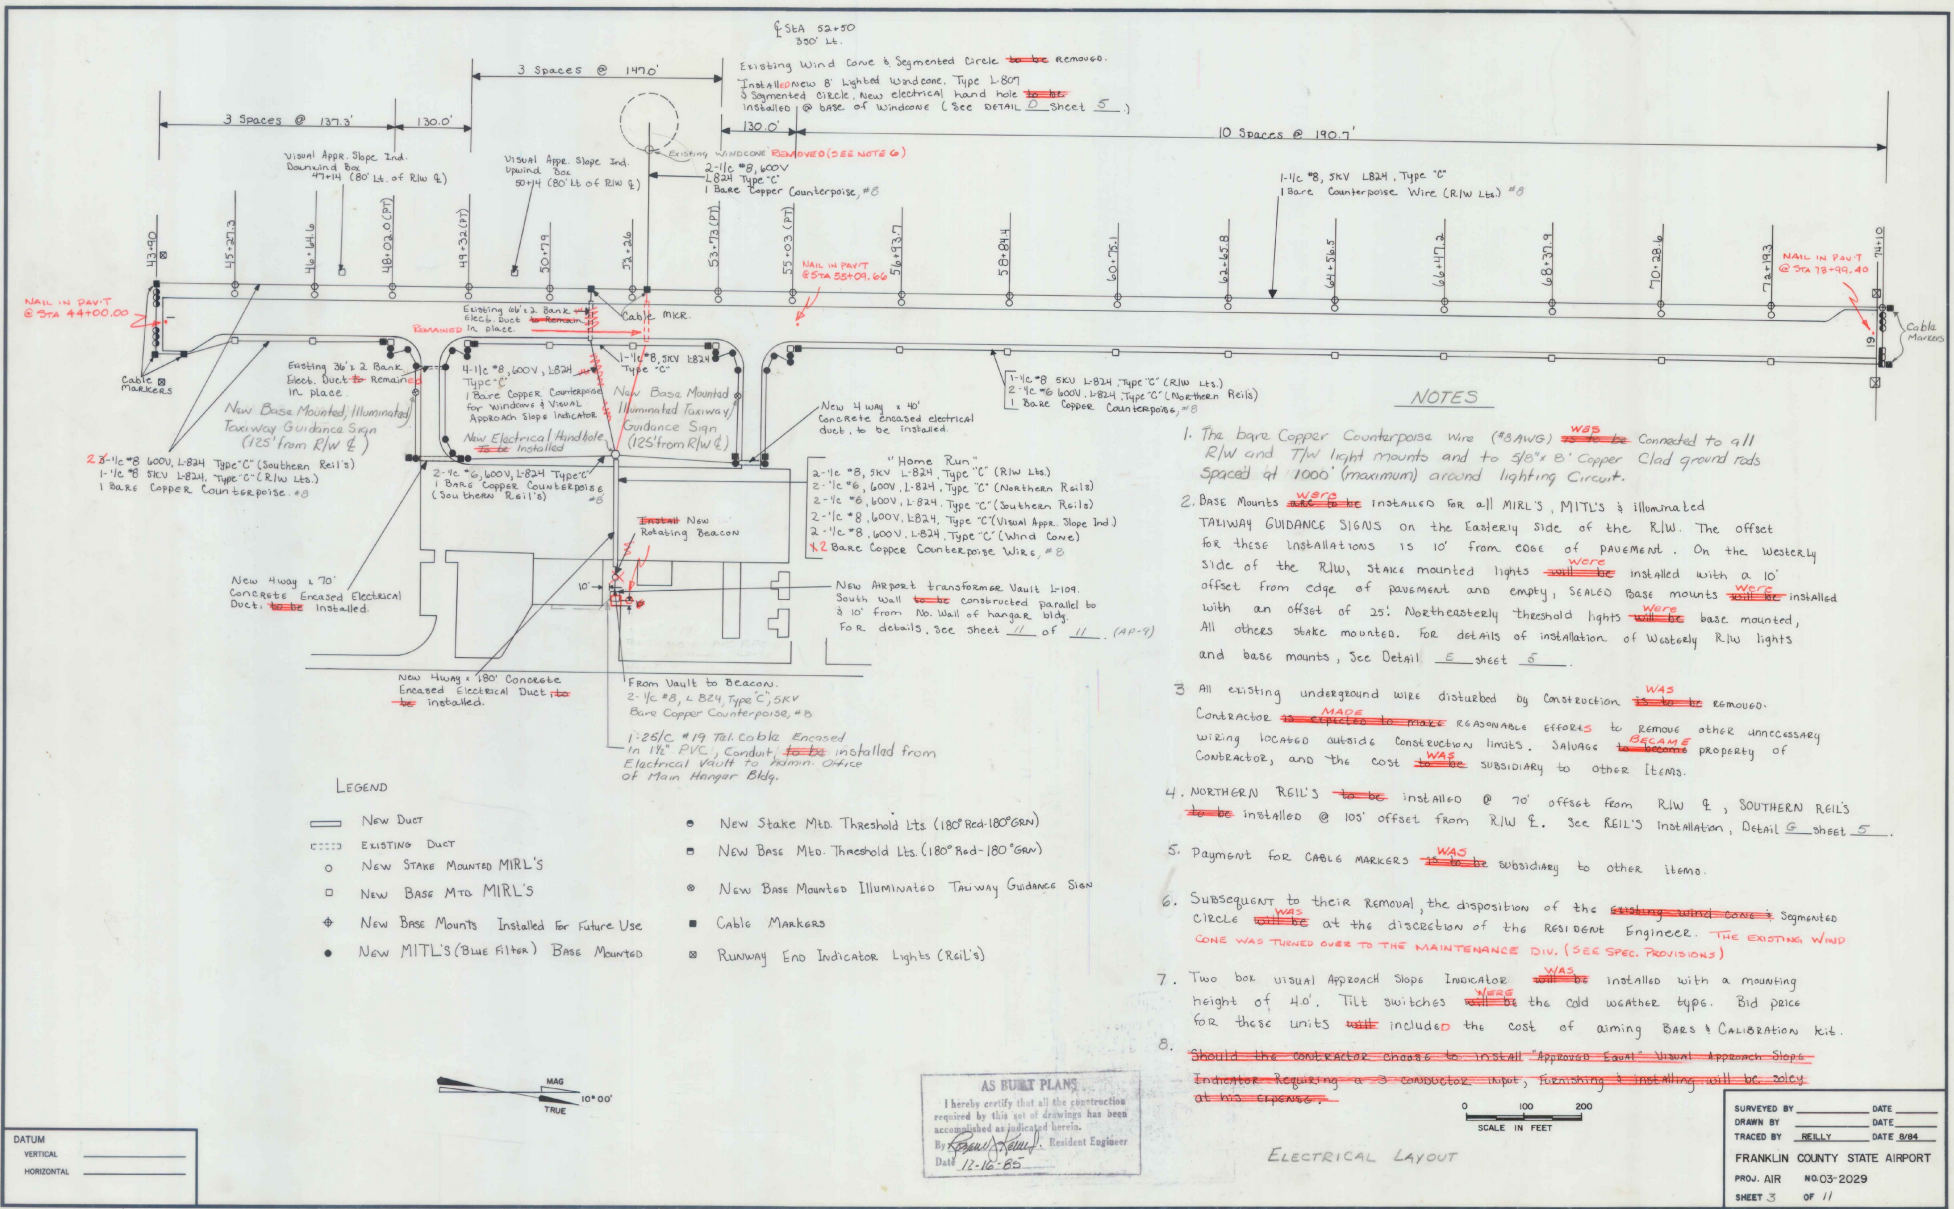 ℄ STA 52+50
350' Lt.
Existing Wind Cone & Segmented Circle to be Removed.
Installed New 8' Lighted Windcone, Type L-807
& Segmented Circle, New electrical hand hole to be
installed @ base of windcone (See DETAIL D Sheet 5.)
3 Spaces @ 147.0'
3 Spaces @ 137.3'
130.0'
130.0'
10 Spaces @ 190.7'
Existing Windcone REMOVED (SEE NOTE 6)
2-1/c #8, 600V
L824 Type "C"
1 Bare Copper Counterpoise, #8
Visual Appr. Slope Ind.
Downwind Box
47+14 (80' Lt. of R/W ℄)
Visual Appr. Slope Ind.
Upwind Box
50+14 (80' Lt of R/W ℄)
1-1/c #8, 5KV L824, Type "C"
1 Bare Counterpoise Wire (R/W Lts.) #8
43+90
45+27.3
46+64.6
48+02.0 (PT)
49+32 (PT)
50+79
52+26
53+73 (PT)
55+03 (PT)
56+93.7
58+84.4
60+75.1
62+65.8
64+56.5
66+47.2
68+37.9
70+28.6
72+19.3
74+10
NAIL IN PAV'T
@ STA 44+00.00
NAIL IN PAV'T
@ STA 55+09.66
NAIL IN PAV'T
@ STA 73+99.40
1
19
Cable
Markers
Cable
Markers
Existing 66' x 2 Bank
Elect. Duct to Remain
REMAINED in place.
Cable MKR.
Existing 36' x 2 Bank
Elect. Duct to Remained
in place.
New Base Mounted, Illuminated
Taxiway Guidance Sign
(125' from R/W ℄)
2 3-1/c #8 600V, L-824 Type "C" (Southern Reil's)
1-1/c #8 5KV L-824, Type "C" (R/W Lts.)
1 Bare Copper Counterpoise. #8
4-1/c #8, 600V, L824
Type "C"
1 Bare Copper Counterpoise
for Windcone & Visual
Approach Slope Indicator
1-1/c #8, 5KV L-824
Type "C"
New Base Mounted
Illuminated Taxiway
Guidance Sign
(125' from R/W ℄)
New Electrical Handhole
to be Installed
2-1/c #6, 600V, L-824 Type "C"
1 Bare Copper Counterpoise
(Southern Reil's) #8
New 4 way x 40'
Concrete encased electrical
duct, to be installed.
1-1/c #8 5KV L-824, Type "C" (R/W Lts.)
2-1/c #6 600V, L-824, Type "C" (Northern Reils)
1 Bare Copper Counterpoise, #8
"Home Run"
2-1/c #8, 5KV L-824, Type "C" (R/W Lts.)
2-1/c #6, 600V, L-824, Type "C" (Northern Reils)
2-1/c #6, 600V, L-824, Type "C" (Southern Reils)
2-1/c #8, 600V, L-824, Type "C" (Visual Appr. Slope Ind.)
2-1/c #8, 600V, L-824, Type "C" (Wind Cone)
2 Bare Copper Counterpoise Wire, #8
Install New
Rotating Beacon
10'
New Airport transformer Vault L-109.
South Wall to be constructed parallel to
& 10' from No. Wall of hangar bldg.
For details, see sheet 11 of 11. (AP-9)
New 4way x 70'
Concrete Encased Electrical
Duct, to be Installed.
New 4way x 180' Concrete
Encased Electrical Duct, to
be installed.
From Vault to Beacon.
2-1/c #8, L824, Type "C", 5KV
Bare Copper Counterpoise, #8
1-25/C #19 Tel. Cable Encased
In 1½" PVC, Conduit, to be installed from
Electrical Vault to Admin. Office
of Main Hangar Bldg.
NOTES
1. The bare Copper Counterpoise Wire (#8 AWG) was is to be Connected to all
R/W and T/W light mounts and to 5/8" x 8' Copper Clad ground rods
spaced at 1000' (maximum) around lighting Circuit.
2. Base Mounts were are to be installed for all MIRL's, MITL's & illuminated
Taxiway Guidance Signs on the Easterly Side of the R/W. The offset
for these installations is 10' from edge of pavement. On the Westerly
side of the R/W, stake mounted lights were will be installed with a 10'
offset from edge of pavement and empty, sealed Base mounts were will be installed
with an offset of 25'. Northeasterly threshold lights were will be base mounted,
All others stake mounted. For details of installation of Westerly R/W lights
and base mounts, See Detail E sheet 5.
3. All existing underground wire disturbed by Construction WAS is to be removed.
Contractor MADE is expected to make reasonable efforts to remove other unnecessary
wiring located outside Construction limits. Salvage BECAME to become property of
Contractor, and the cost WAS to be subsidiary to other Items.
4. Northern REIL's to be installed @ 70' offset from R/W ℄, Southern REIL's
to be installed @ 105' offset from R/W ℄. See REIL's Installation, Detail G sheet 5.
5. Payment for Cable Markers WAS is to be subsidiary to other items.
6. Subsequent to their Removal, the disposition of the existing wind cone & Segmented
Circle WAS will be at the discretion of the Resident Engineer. THE EXISTING WIND
CONE WAS TURNED OVER TO THE MAINTENANCE DIV. (SEE SPEC. PROVISIONS)
7. Two box visual Approach Slope Indicator WAS will be installed with a mounting
height of 4.0'. Tilt switches WERE will be the cold weather type. Bid price
for these units will included the cost of aiming Bars & Calibration kit.
8. Should the contractor choose to install "Approved Equal" Visual Approach Slope
Indicator Requiring a 3 conductor input, Furnishing & installing will be soley
at his expense.
LEGEND
New Duct
Existing Duct
New Stake Mounted MIRL's
New Base Mtd MIRL's
New Base Mounts Installed For Future Use
New MITL's (Blue Filter) Base Mounted
New Stake Mtd. Threshold Lts. (180° Red-180° GRN)
New Base Mtd. Threshold Lts. (180° Red-180° GRN)
New Base Mounted Illuminated Taxiway Guidance Sign
Cable Markers
Runway End Indicator Lights (Reil's)
MAG
TRUE
10° 00'
AS BUILT PLANS
I hereby certify that all the construction
required by this set of drawings has been
accomplished as indicated herein.
By Resident Engineer
Date 12-16-85
0 100 200
SCALE IN FEET
ELECTRICAL LAYOUT
DATUM
VERTICAL
HORIZONTAL
SURVEYED BY DATE
DRAWN BY DATE
TRACED BY REILLY DATE 8/84
FRANKLIN COUNTY STATE AIRPORT
PROJ. AIR NO. 03-2029
SHEET 3 OF 11